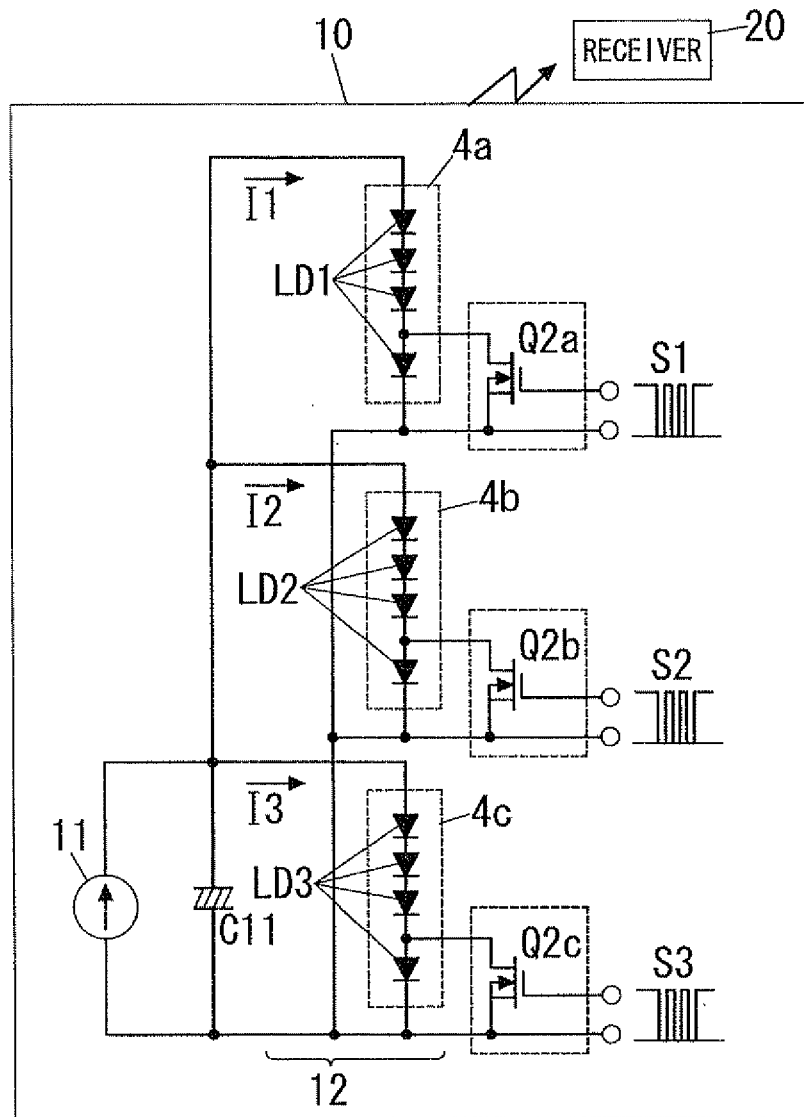 20
10
RECEIVER
4a
I1
LD1
Q2a
S1
I2
4b
LD2
Q2b
S2
I3
4c
11
LD3
C11
Q2c
S3
12